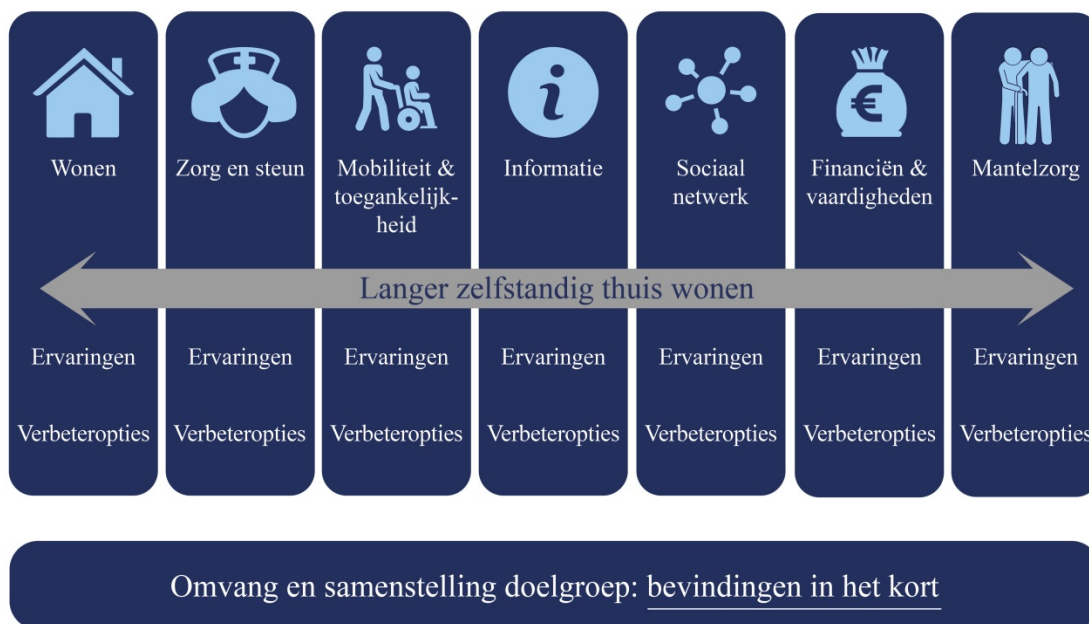 Wonen
Zorg en steun
Mobiliteit &
toegankelijk-
heid
Informatie
Sociaal
netwerk
Financiën &
vaardigheden
Mantelzorg
Langer zelfstandig thuis wonen
Ervaringen
Ervaringen
Ervaringen
Ervaringen
Ervaringen
Ervaringen
Ervaringen
Verbeteropties
Verbeteropties
Verbeteropties
Verbeteropties
Verbeteropties
Verbeteropties
Verbeteropties
Omvang en samenstelling doelgroep: bevindingen in het kort